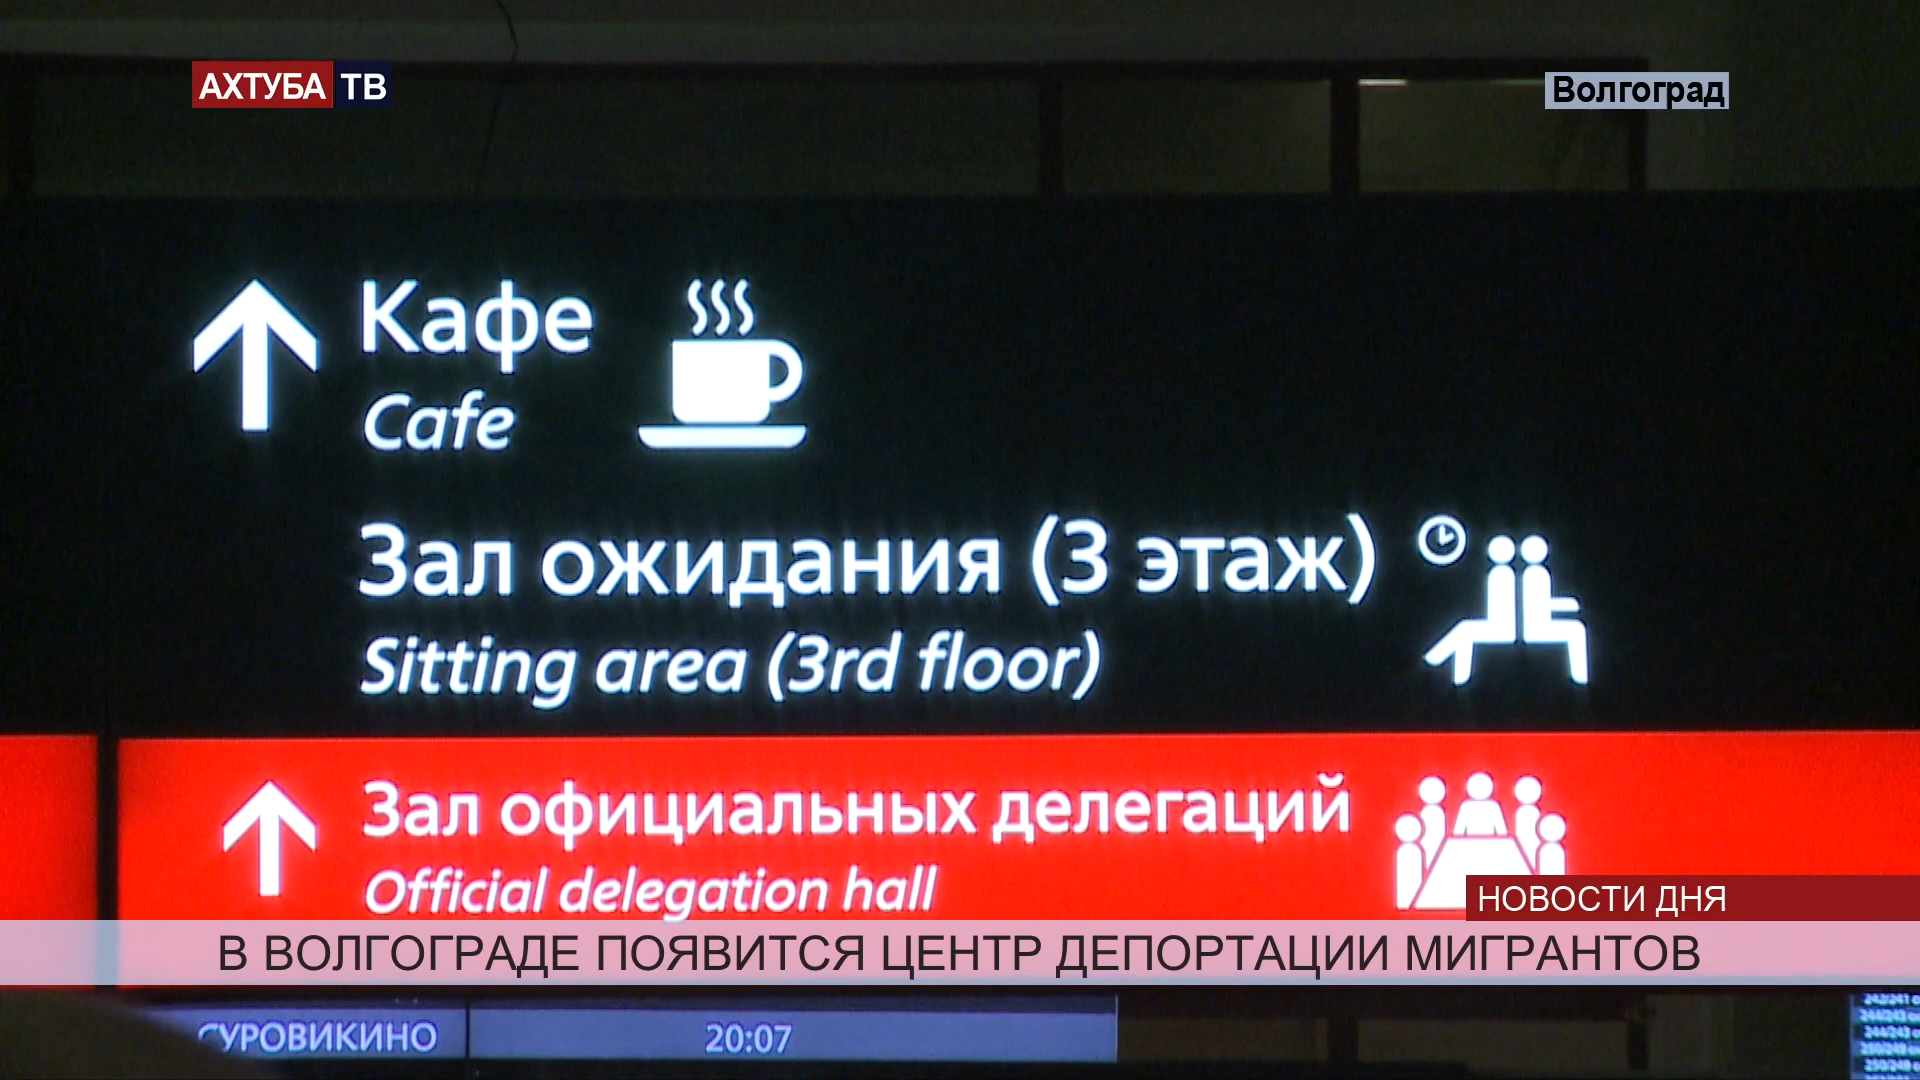 АХТУБА ТВ
Волгоград
Кафе
Cafe
Зал ожидания (3 этаж)
Sitting area (3rd floor)
Зал официальных делегаций
Official delegation hall
НОВОСТИ ДНЯ
В ВОЛГОГРАДЕ ПОЯВИТСЯ ЦЕНТР ДЕПОРТАЦИИ МИГРАНТОВ
СУРОВИКИНО 20:07